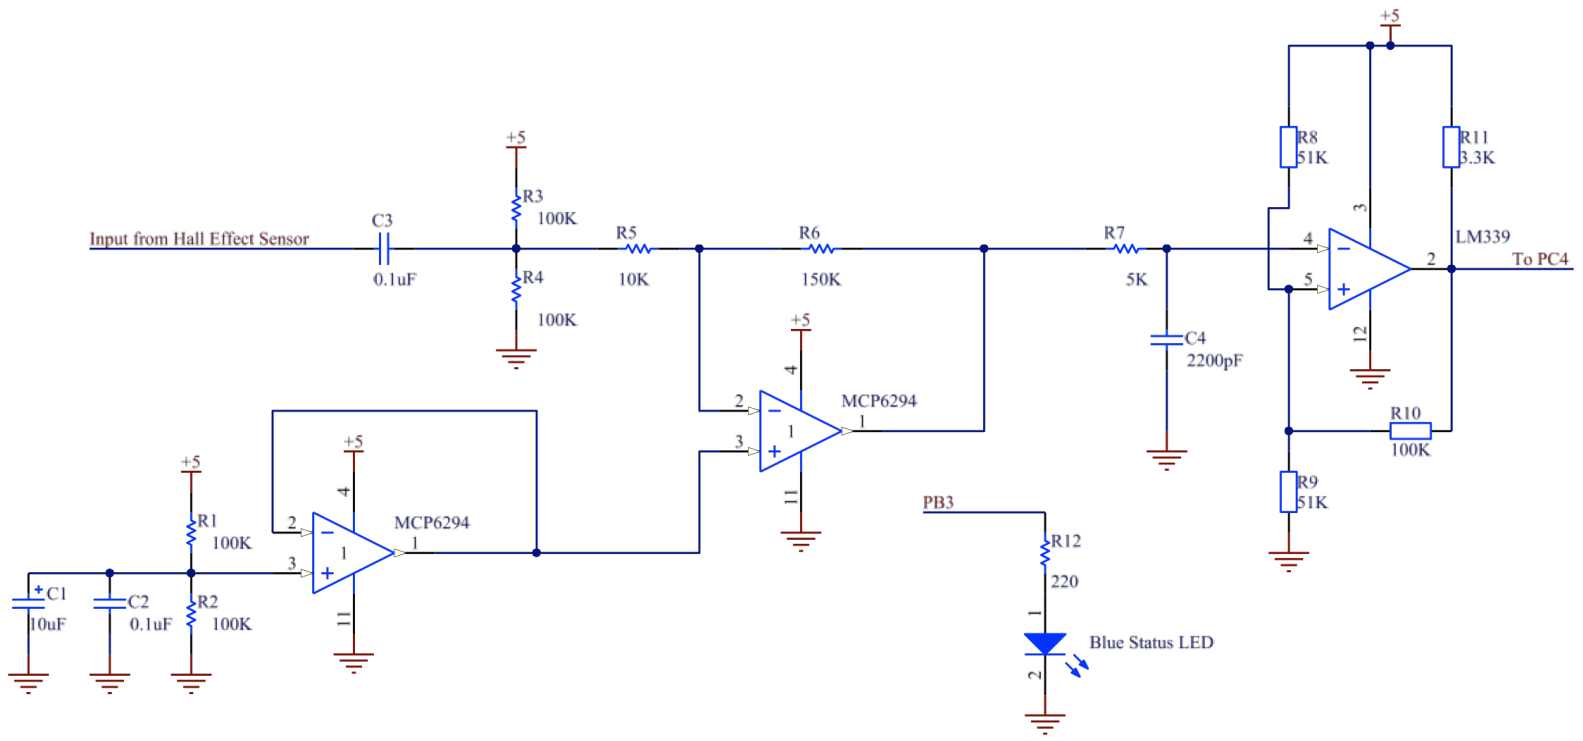 +5
R8
51K
R11
3.3K
+5
R3
100K
C3
Input from Hall Effect Sensor
0.1uF
R4
100K
R5
10K
R6
150K
R7
5K
3
4
5
2
12
LM339
To PC4
C4
2200pF
+5
4
2
3
1
1
11
MCP6294
R10
100K
R9
51K
+5
R1
100K
+5
4
2
3
1
1
11
MCP6294
C1
10uF
C2
0.1uF
R2
100K
PB3
R12
220
1
Blue Status LED
2